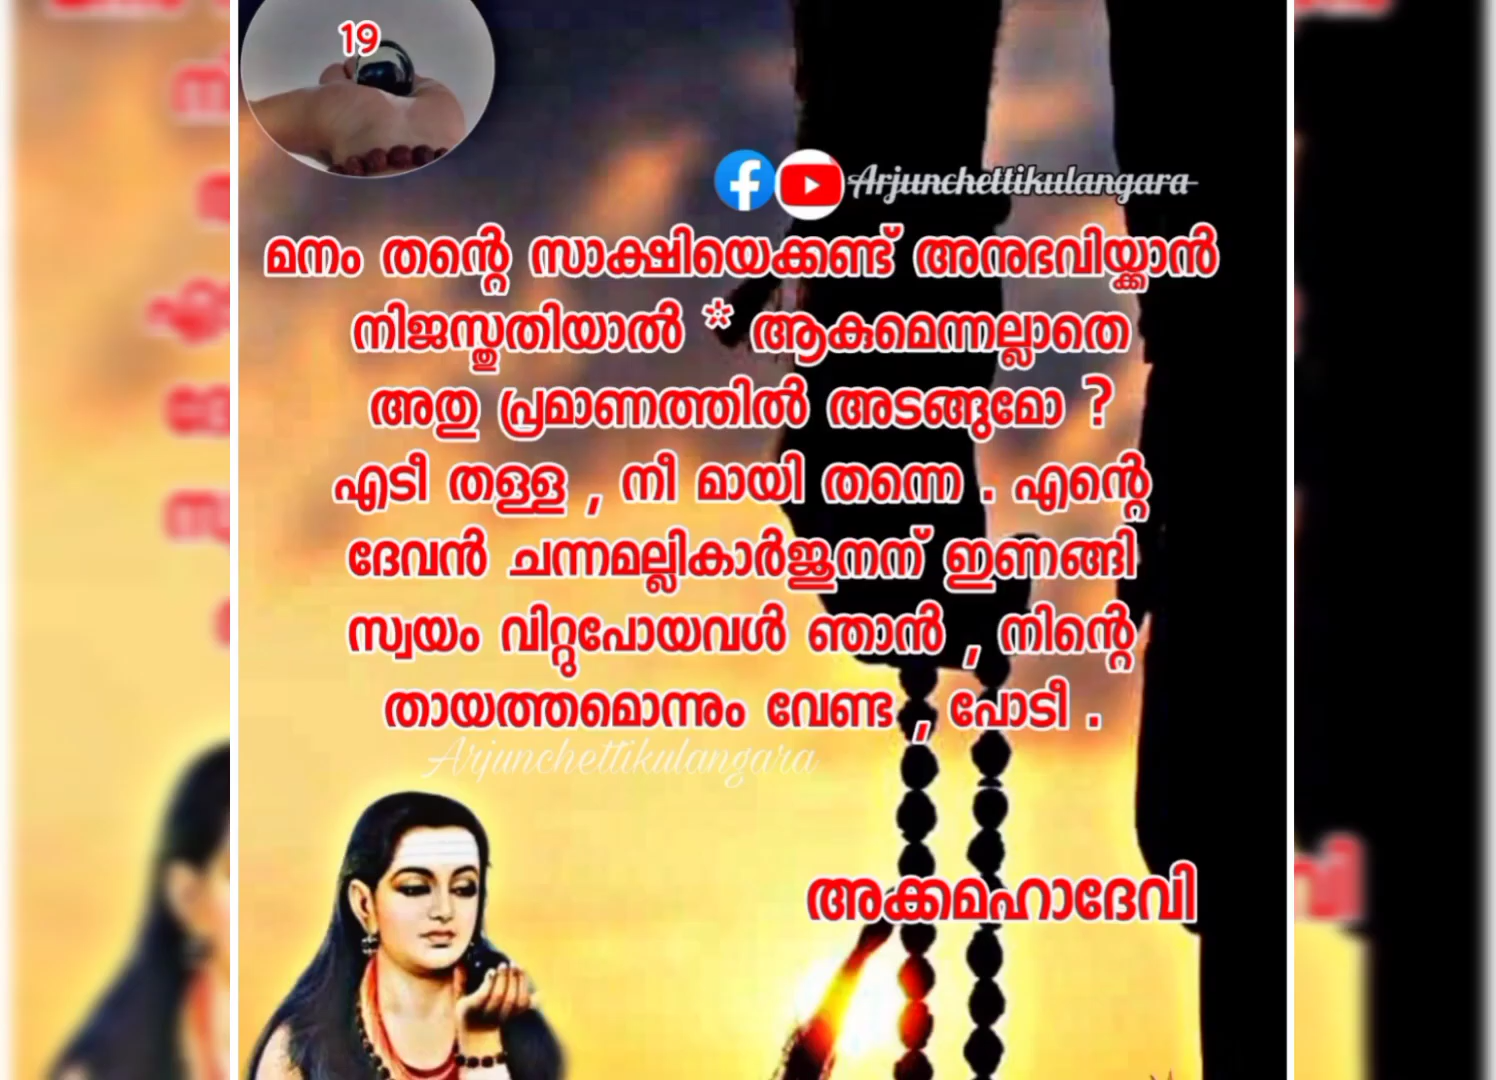 19
Arjunchettikulangara
മനം തന്റെ സാക്ഷിയെക്കണ്ട് അനുഭവിയ്ക്കാൻ
നിജസ്തുതിയാൽ * ആകുമെന്നല്ലാതെ
അതു പ്രമാണത്തിൽ അടങ്ങുമോ ?
എടീ തള്ള , നീ മായി തന്നെ . എന്റെ
ദേവൻ ചന്നമല്ലികാർജുനന് ഇണങ്ങി
സ്വയം വിറ്റുപോയവൾ ഞാൻ , നിന്റെ
തായത്തമൊന്നും വേണ്ട , പോടീ .
Arjunchettikulangara
അക്കമഹാദേവി